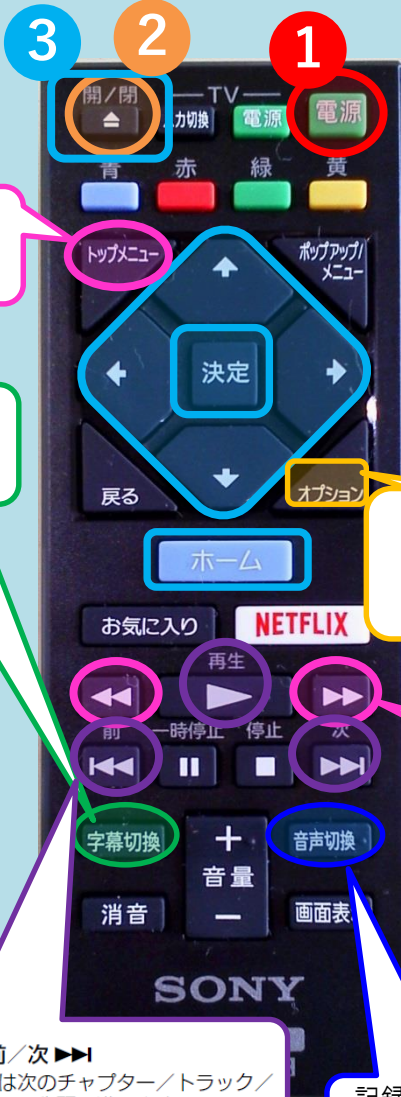 3 2 1
開/閉 TV
入力切換 電源 電源
青 赤 緑 黄
トップメニュー ポップアップ/
メニュー
決定
戻る オプション
ホーム
お気に入り NETFLIX
再生
前 一時停止 停止 次
字幕切換 音声切換
+
音量
-
消音 画面表
SONY
前/次
は次のチャプター/トラック/